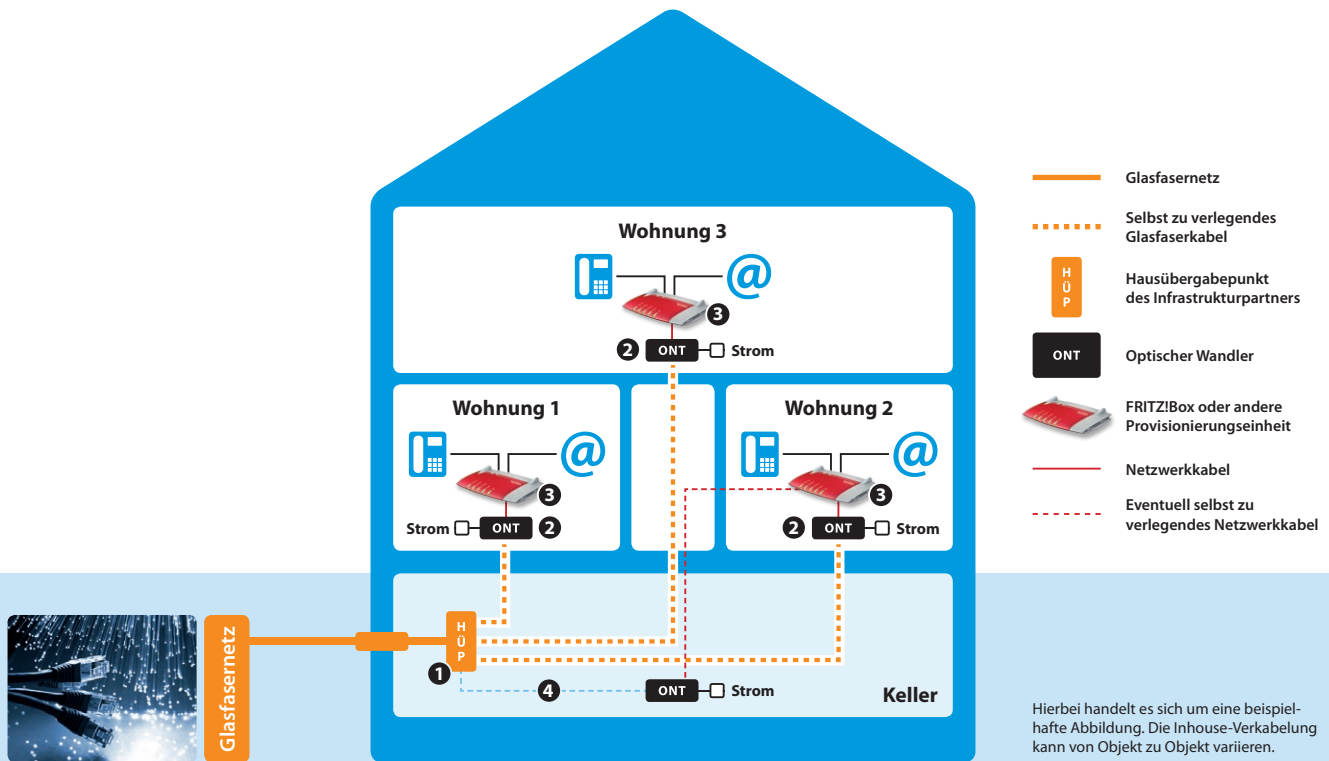 Wohnung 3
@
3
2 ONT Strom
Wohnung 1
@
3
Strom ONT 2
Wohnung 2
@
3
2 ONT Strom
Glasfasernetz
HÜP
1
4
ONT Strom
Keller
Glasfasernetz
Selbst zu verlegendes
Glasfaserkabel
HÜP
Hausübergabepunkt
des Infrastrukturpartners
ONT
Optischer Wandler
FRITZ!Box oder andere
Provisionierungseinheit
Netzwerkkabel
Eventuell selbst zu
verlegendes Netzwerkkabel
Hierbei handelt es sich um eine beispiel-
hafte Abbildung. Die Inhouse-Verkabelung
kann von Objekt zu Objekt variieren.